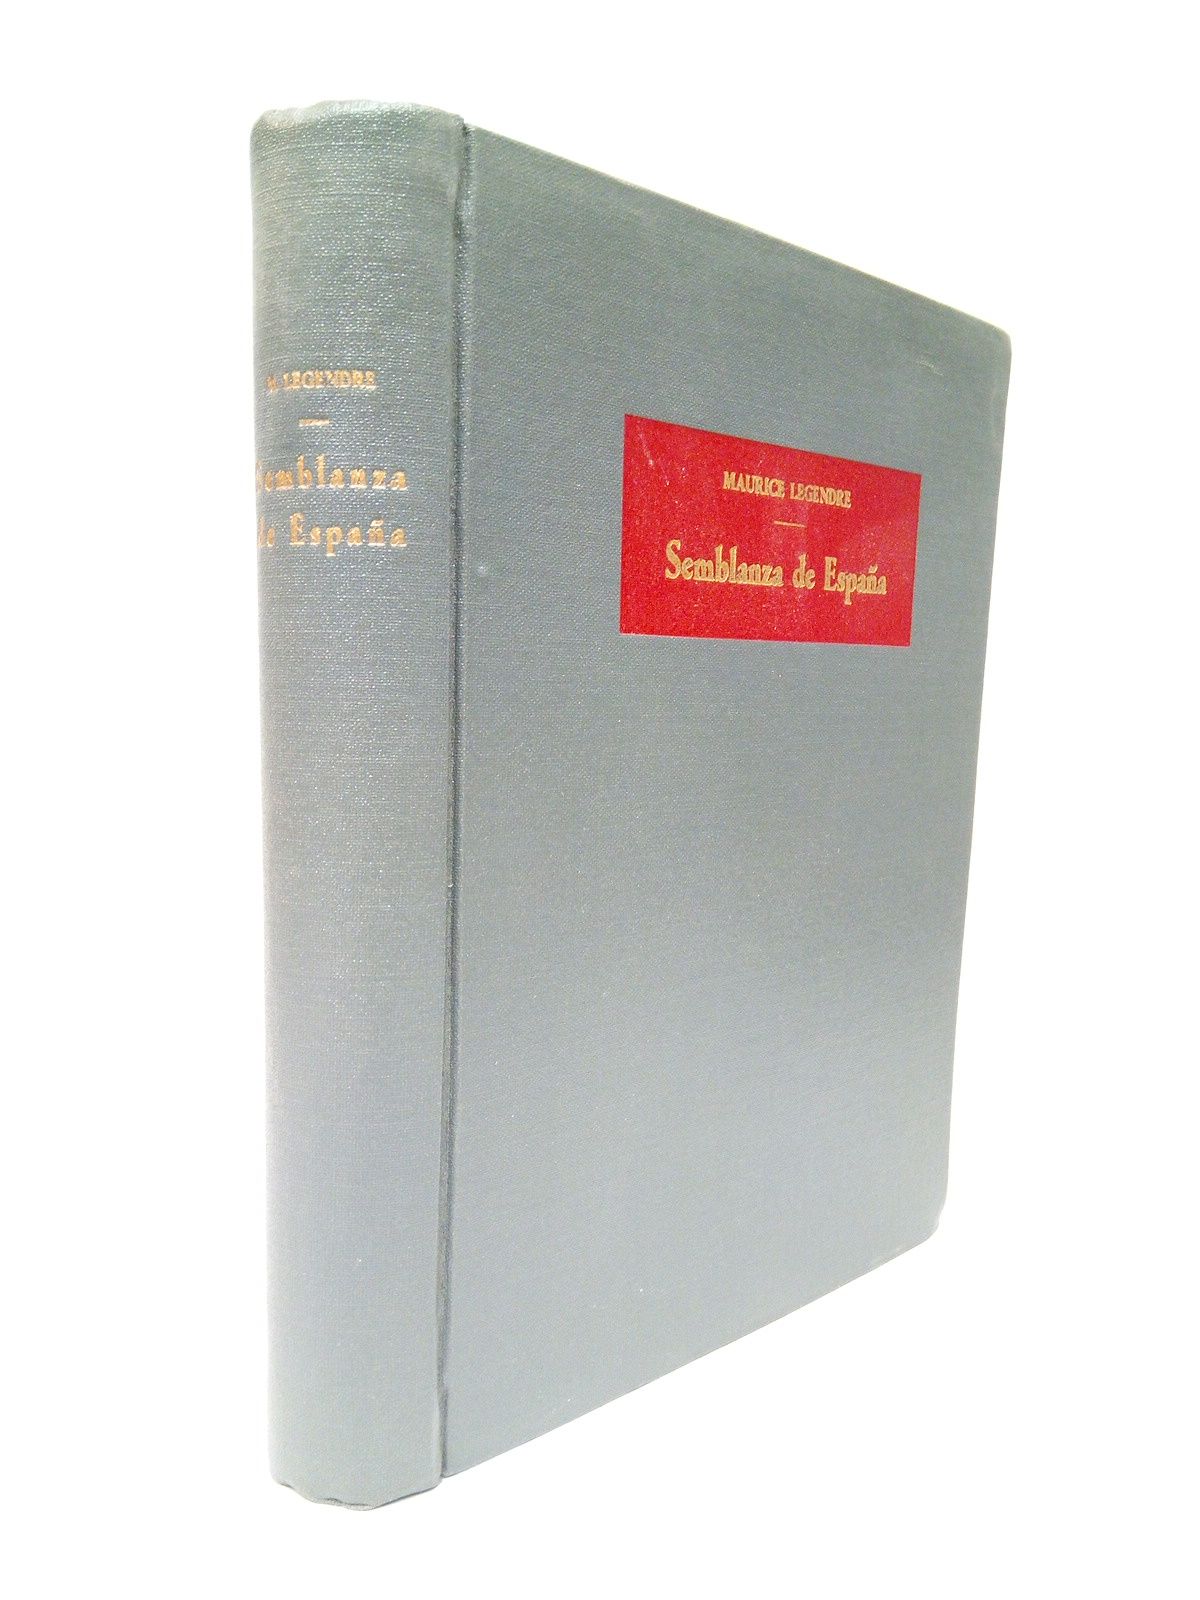 M. LEGENDRE
Semblanza
de España
MAURICE LEGENDRE
Semblanza de España